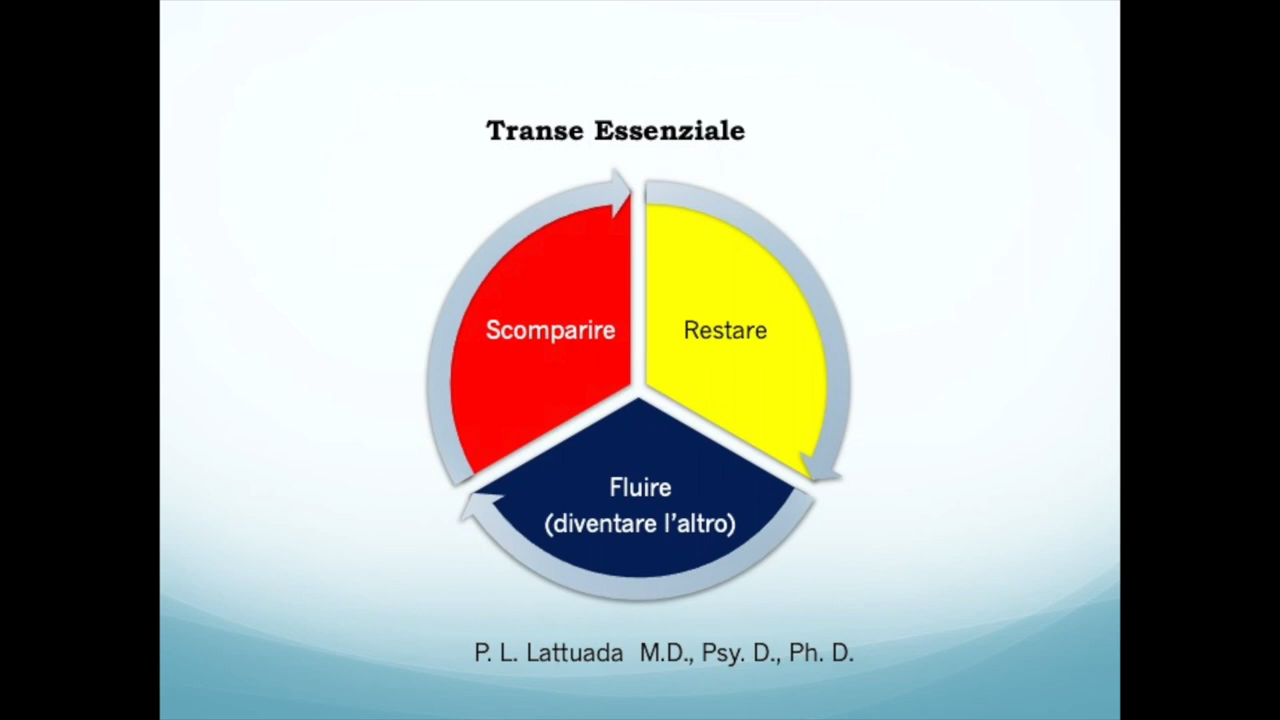 Transe Essenziale
Scomparire
Restare
Fluire
(diventare l'altro)
P. L. Lattuada M.D., Psy. D., Ph. D.